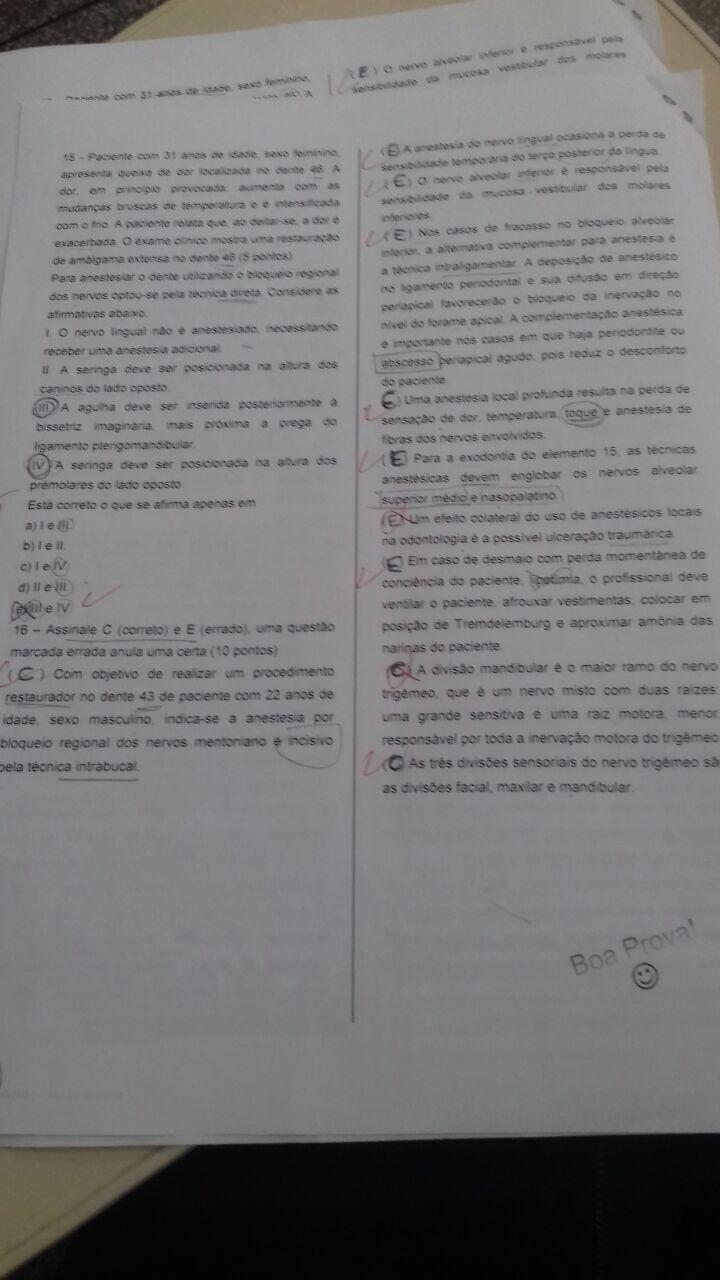 Paciente com 31 anos de idade, sexo feminino,
(E) O nervo alveolar inferior é responsável pela
sensibilidade da mucosa vestibular dos molares
15 - Paciente com 31 anos de idade, sexo feminino,
apresenta queixa de dor localizada no dente 46. A
dor, em princípio provocada, aumenta com as
mudanças bruscas de temperatura e é intensificada
com o frio. A paciente relata que, ao deitar-se, a dor é
exacerbada. O exame clínico mostra uma restauração
de amálgama extensa no dente 46 (5 pontos)
Para anestesiar o dente utilizando o bloqueio regional
dos nervos optou-se pela técnica direta. Considere as
afirmativas abaixo.
I. O nervo lingual não é anestesiado, necessitando
receber uma anestesia adicional.
II. A seringa deve ser posicionada na altura dos
caninos do lado oposto.
III. A agulha deve ser inserida posteriormente à
bissetriz imaginária, mais próxima a prega do
ligamento pterigomandibular.
IV. A seringa deve ser posicionada na altura dos
prémolares do lado oposto.
Está correto o que se afirma apenas em
a) I e III.
b) I e II.
c) I e IV.
d) II e III.
e) III e IV.
16 – Assinale C (correto) e E (errado), uma questão
marcada errada anula uma certa (10 pontos)
(C) Com objetivo de realizar um procedimento
restaurador no dente 43 de paciente com 22 anos de
idade, sexo masculino, indica-se a anestesia por
bloqueio regional dos nervos mentoniano e incisivo
pela técnica intrabucal.
(E) A anestesia do nervo lingual ocasiona a perda de
sensibilidade temporária do terço posterior da língua.
(E) O nervo alveolar inferior é responsável pela
sensibilidade da mucosa vestibular dos molares
inferiores.
(E) Nos casos de fracasso no bloqueio alveolar
inferior, a alternativa complementar para anestesia é
a técnica intraligamentar. A deposição de anestésico
no ligamento periodontal e sua difusão em direção
periapical favorecerão o bloqueio da inervação no
nível do forame apical. A complementação anestésica
é importante nos casos em que haja periodontite ou
abscesso periapical agudo, pois reduz o desconforto
do paciente.
(E) Uma anestesia local profunda resulta na perda de
sensação de dor, temperatura, toque e anestesia de
fibras dos nervos envolvidos.
(E) Para a exodontia do elemento 15, as técnicas
anestésicas devem englobar os nervos alveolar
superior médio e nasopalatino.
(E) Um efeito colateral do uso de anestésicos locais
na odontologia é a possível ulceração traumárica.
(E) Em caso de desmaio com perda momentânea de
conciência do paciente, lipotímia, o profissional deve
ventilar o paciente, afrouxar vestimentas, colocar em
posição de Tremdelemburg e aproximar amônia das
narinas do paciente.
(C) A divisão mandibular é o maior ramo do nervo
trigêmeo, que é um nervo misto com duas raízes:
uma grande sensitiva e uma raiz motora, menor,
responsável por toda a inervação motora do trigêmeo
(C) As três divisões sensoriais do nervo trigêmeo sã
as divisões facial, maxilar e mandibular.
Boa Prova!